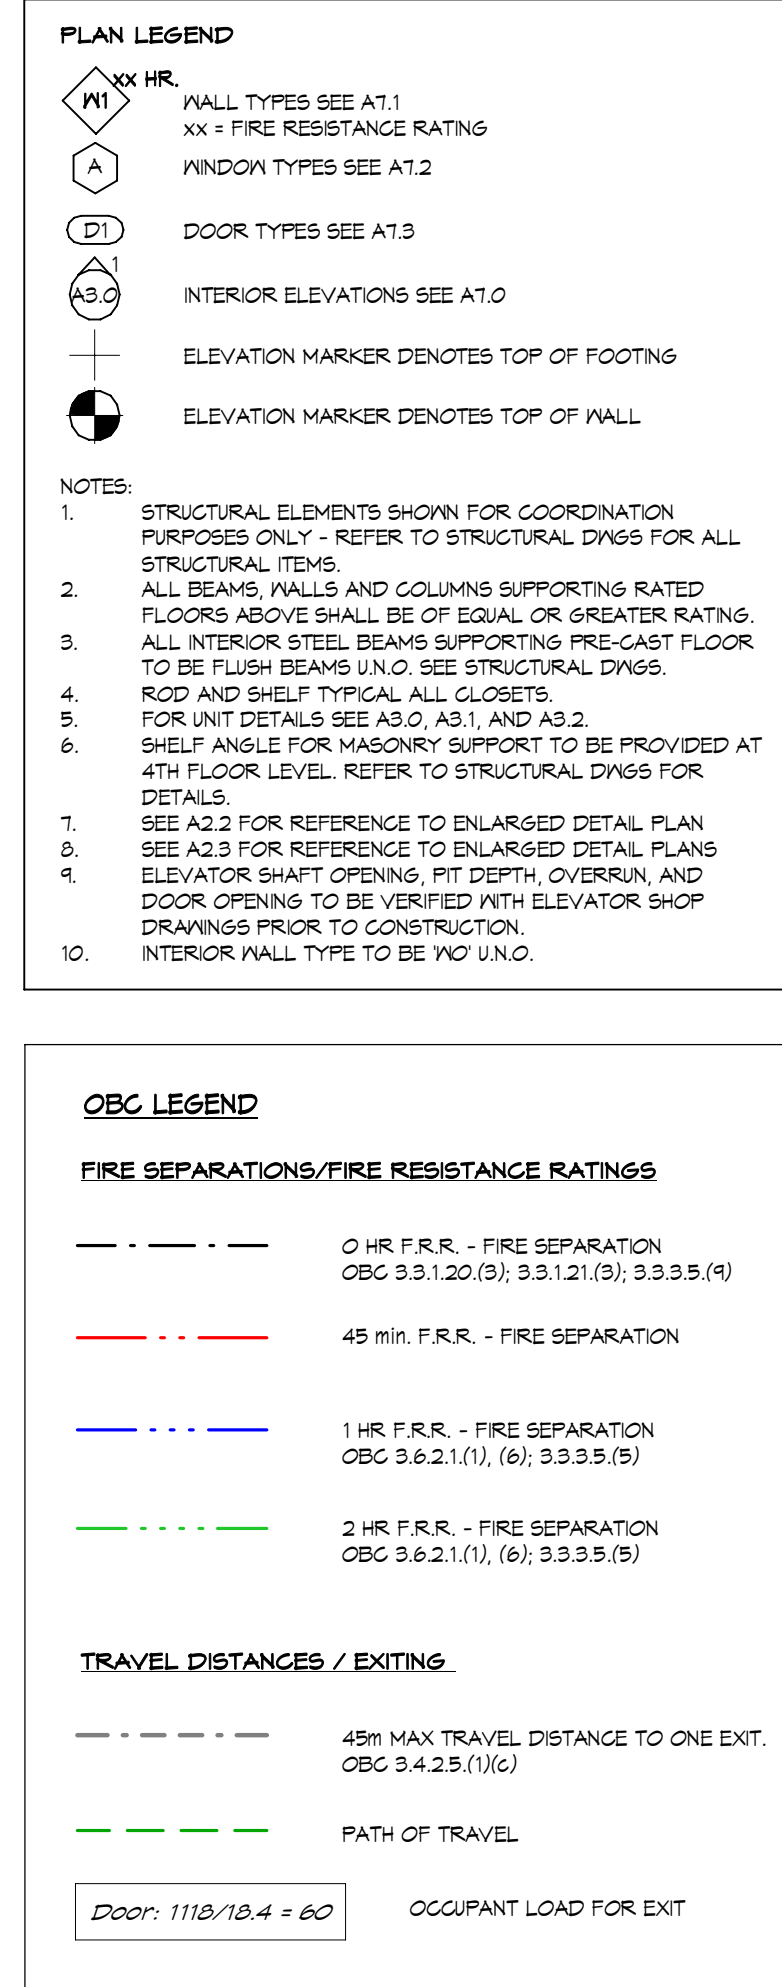 PLAN LEGEND
XX HR.
W1
WALL TYPES SEE A7.1
XX = FIRE RESISTANCE RATING
A
WINDOW TYPES SEE A7.2
D1
DOOR TYPES SEE A7.3
1
A3.0
INTERIOR ELEVATIONS SEE A7.0
ELEVATION MARKER DENOTES TOP OF FOOTING
ELEVATION MARKER DENOTES TOP OF WALL
NOTES:
1. STRUCTURAL ELEMENTS SHOWN FOR COORDINATION
PURPOSES ONLY - REFER TO STRUCTURAL DWGS FOR ALL
STRUCTURAL ITEMS.
2. ALL BEAMS, WALLS AND COLUMNS SUPPORTING RATED
FLOORS ABOVE SHALL BE OF EQUAL OR GREATER RATING.
3. ALL INTERIOR STEEL BEAMS SUPPORTING PRE-CAST FLOOR
TO BE FLUSH BEAMS U.N.O. SEE STRUCTURAL DWGS.
4. ROD AND SHELF TYPICAL ALL CLOSETS.
5. FOR UNIT DETAILS SEE A3.0, A3.1, AND A3.2.
6. SHELF ANGLE FOR MASONRY SUPPORT TO BE PROVIDED AT
4TH FLOOR LEVEL. REFER TO STRUCTURAL DWGS FOR
DETAILS.
7. SEE A2.2 FOR REFERENCE TO ENLARGED DETAIL PLAN
8. SEE A2.3 FOR REFERENCE TO ENLARGED DETAIL PLANS
9. ELEVATOR SHAFT OPENING, PIT DEPTH, OVERRUN, AND
DOOR OPENING TO BE VERIFIED WITH ELEVATOR SHOP
DRAWINGS PRIOR TO CONSTRUCTION.
10. INTERIOR WALL TYPE TO BE 'W0' U.N.O.
OBC LEGEND
FIRE SEPARATIONS/FIRE RESISTANCE RATINGS
0 HR F.R.R. - FIRE SEPARATION
OBC 3.3.1.20.(3); 3.3.1.21.(3); 3.3.3.5.(9)
45 min. F.R.R. - FIRE SEPARATION
1 HR F.R.R. - FIRE SEPARATION
OBC 3.6.2.1.(1), (6); 3.3.3.5.(5)
2 HR F.R.R. - FIRE SEPARATION
OBC 3.6.2.1.(1), (6); 3.3.3.5.(5)
TRAVEL DISTANCES / EXITING
45m MAX TRAVEL DISTANCE TO ONE EXIT.
OBC 3.4.2.5.(1)(c)
PATH OF TRAVEL
Door: 1118/18.4 = 60
OCCUPANT LOAD FOR EXIT